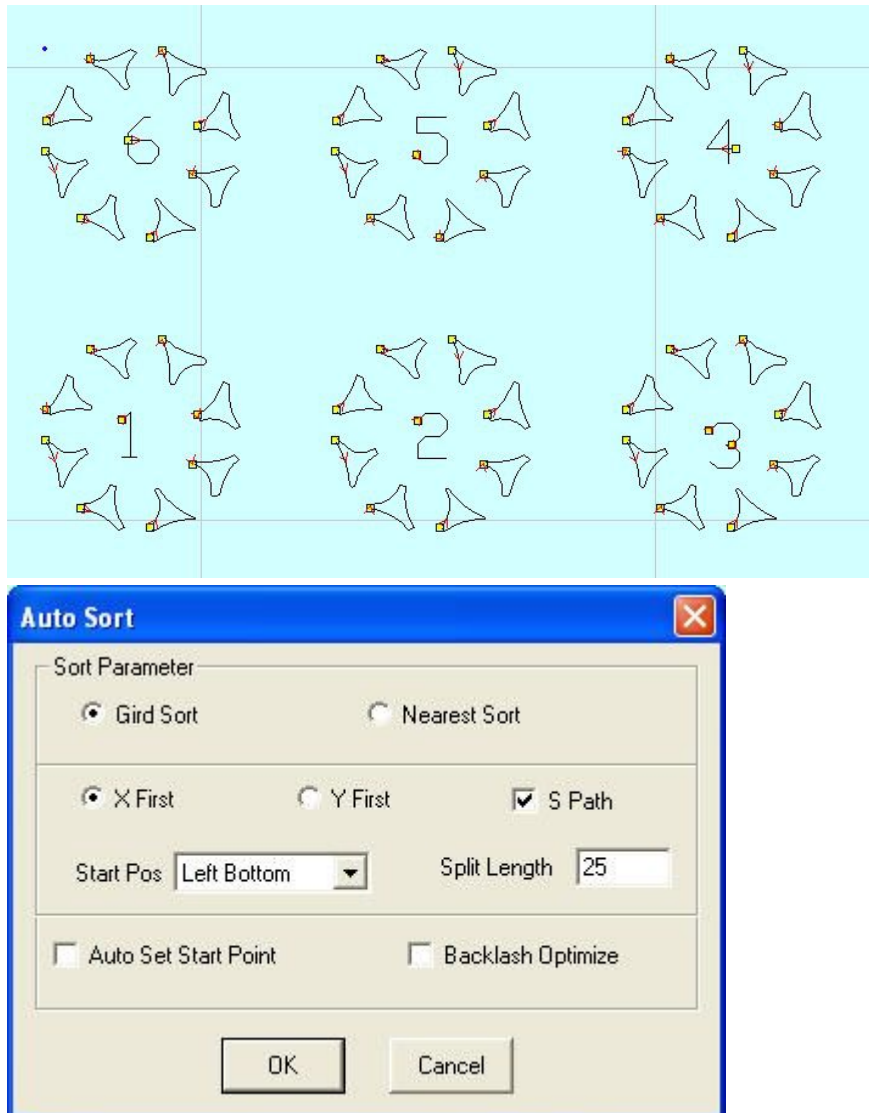 6 5 4
1 2 3
Auto Sort
Sort Parameter
Gird Sort Nearest Sort
X First Y First S Path
Start Pos Left Bottom Split Length 25
Auto Set Start Point Backlash Optimize
OK Cancel